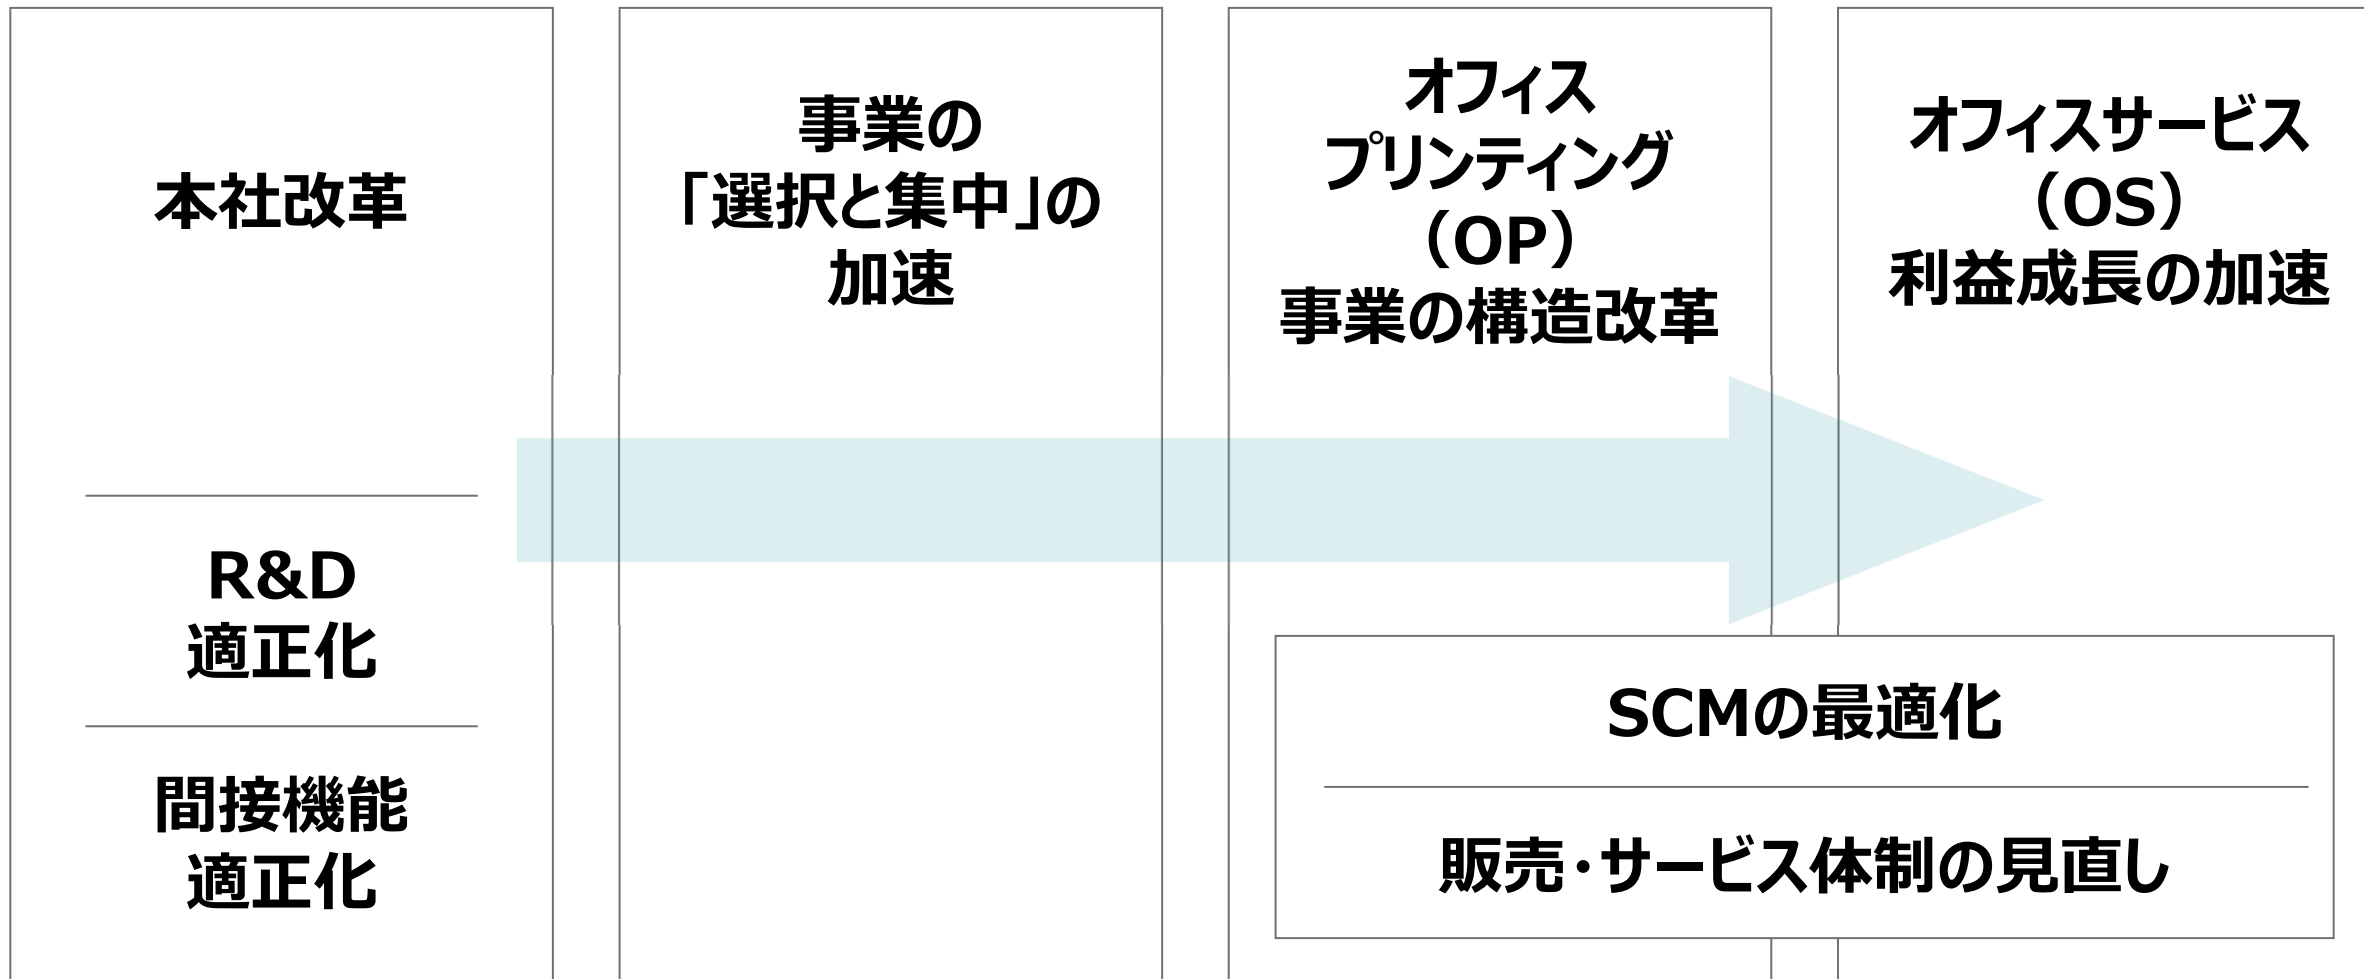 本社改革
R&D
適正化
間接機能
適正化
事業の
「選択と集中」の
加速
オフィス
プリンティング
（OP）
事業の構造改革
オフィスサービス
（OS）
利益成長の加速
SCMの最適化
販売・サービス体制の見直し